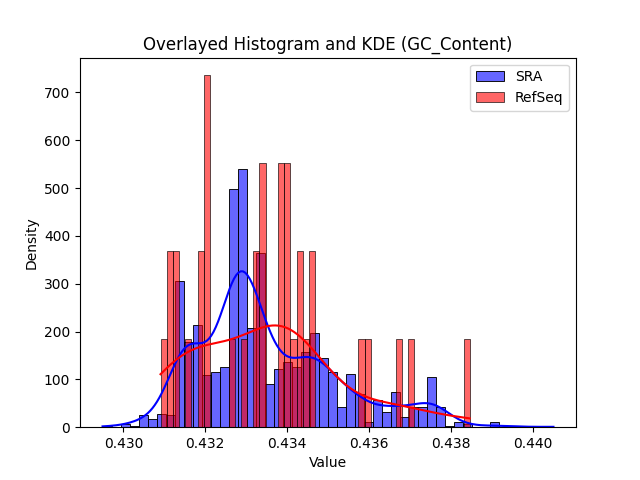 Overlayed Histogram and KDE (GC_Content)
SRA
RefSeq
700
600
500
400
300
200
100
0
Density
0.430 0.432 0.434 0.436 0.438 0.440
Value